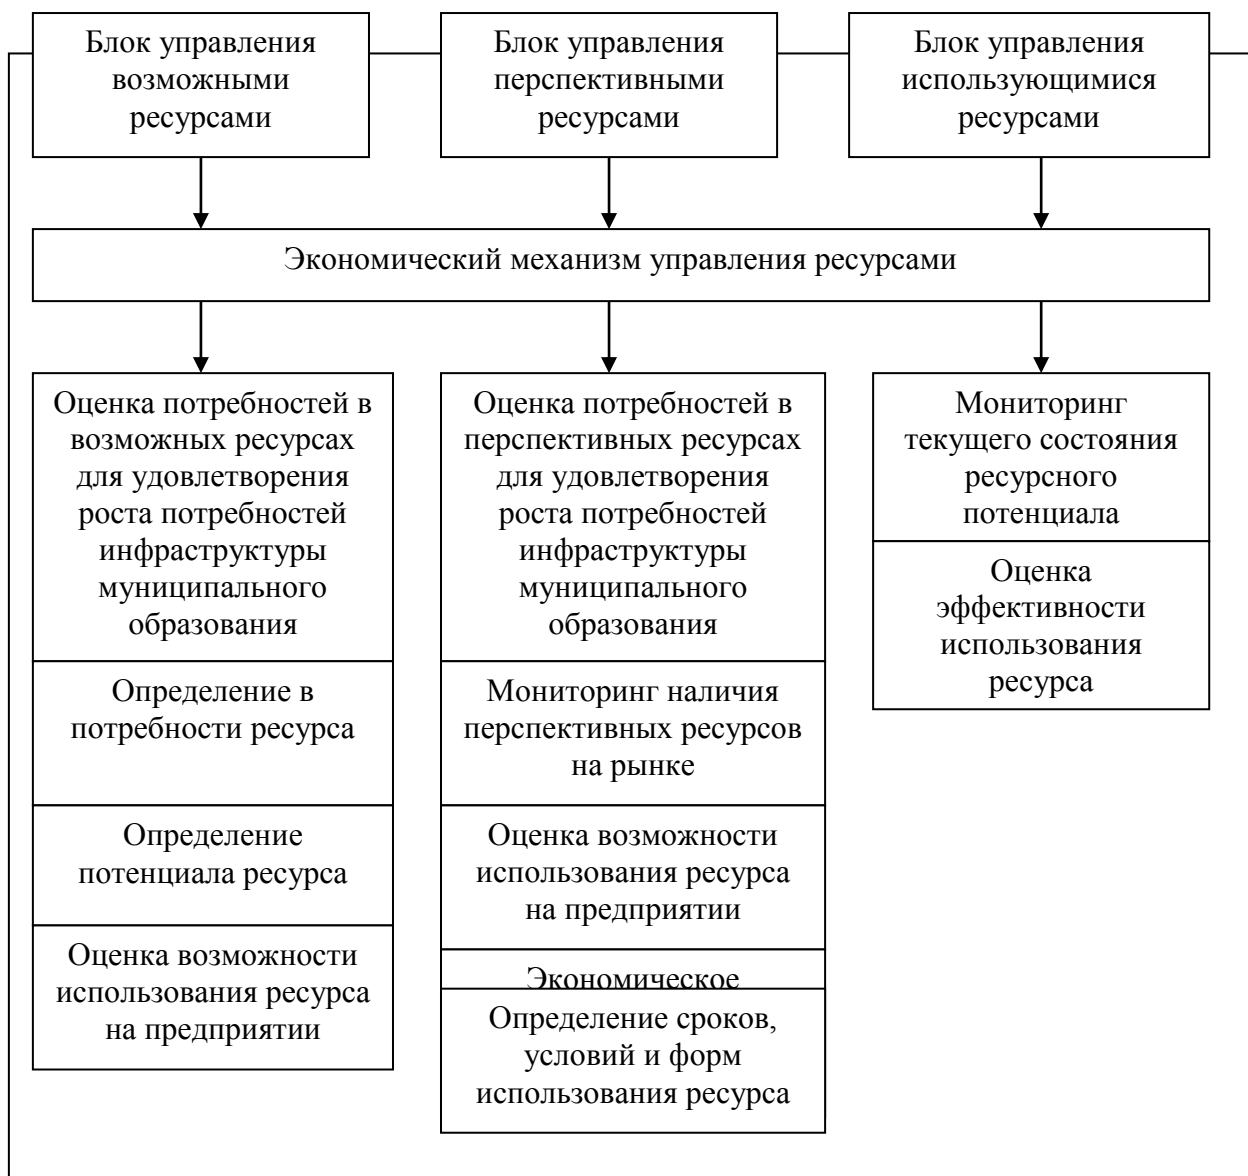 Блок управления
возможными
ресурсами
Блок управления
перспективными
ресурсами
Блок управления
использующимися
ресурсами
Экономический механизм управления ресурсами
Оценка потребностей в
возможных ресурсах
для удовлетворения
роста потребностей
инфраструктуры
муниципального
образования
Определение в
потребности ресурса
Определение
потенциала ресурса
Оценка возможности
использования ресурса
на предприятии
Оценка потребностей в
перспективных ресурсах
для удовлетворения
роста потребностей
инфраструктуры
муниципального
образования
Мониторинг наличия
перспективных ресурсов
на рынке
Оценка возможности
использования ресурса
на предприятии
Экономическое
Определение сроков,
условий и форм
использования ресурса
Мониторинг
текущего состояния
ресурсного
потенциала
Оценка
эффективности
использования
ресурса